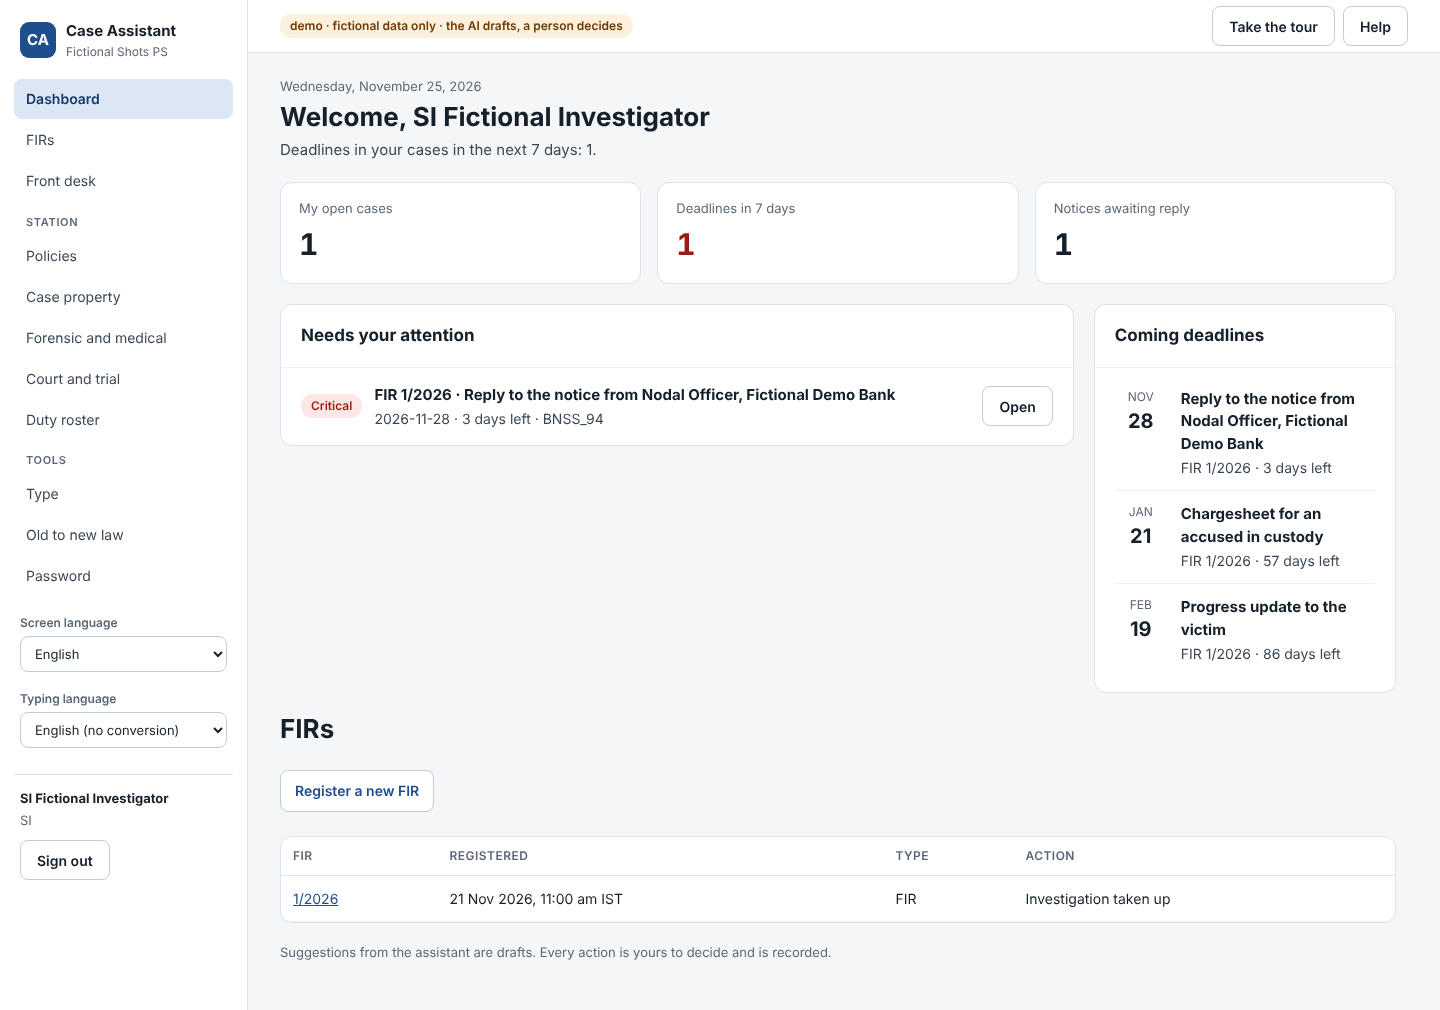 CA
Case Assistant
Fictional Shots PS
Dashboard
FIRs
Front desk
STATION
Policies
Case property
Forensic and medical
Court and trial
Duty roster
TOOLS
Type
Old to new law
Password
Screen language
English
Typing language
English (no conversion)
SI Fictional Investigator
SI
Sign out
demo · fictional data only · the AI drafts, a person decides
Take the tour
Help
Wednesday, November 25, 2026
Welcome, SI Fictional Investigator
Deadlines in your cases in the next 7 days: 1.
My open cases
1
Deadlines in 7 days
1
Notices awaiting reply
1
Needs your attention
Critical
FIR 1/2026 · Reply to the notice from Nodal Officer, Fictional Demo Bank
2026-11-28 · 3 days left · BNSS_94
Open
Coming deadlines
NOV
28
Reply to the notice from
Nodal Officer, Fictional
Demo Bank
FIR 1/2026 · 3 days left
JAN
21
Chargesheet for an
accused in custody
FIR 1/2026 · 57 days left
FEB
19
Progress update to the
victim
FIR 1/2026 · 86 days left
FIRs
Register a new FIR
FIR REGISTERED TYPE ACTION
1/2026 21 Nov 2026, 11:00 am IST FIR Investigation taken up
Suggestions from the assistant are drafts. Every action is yours to decide and is recorded.